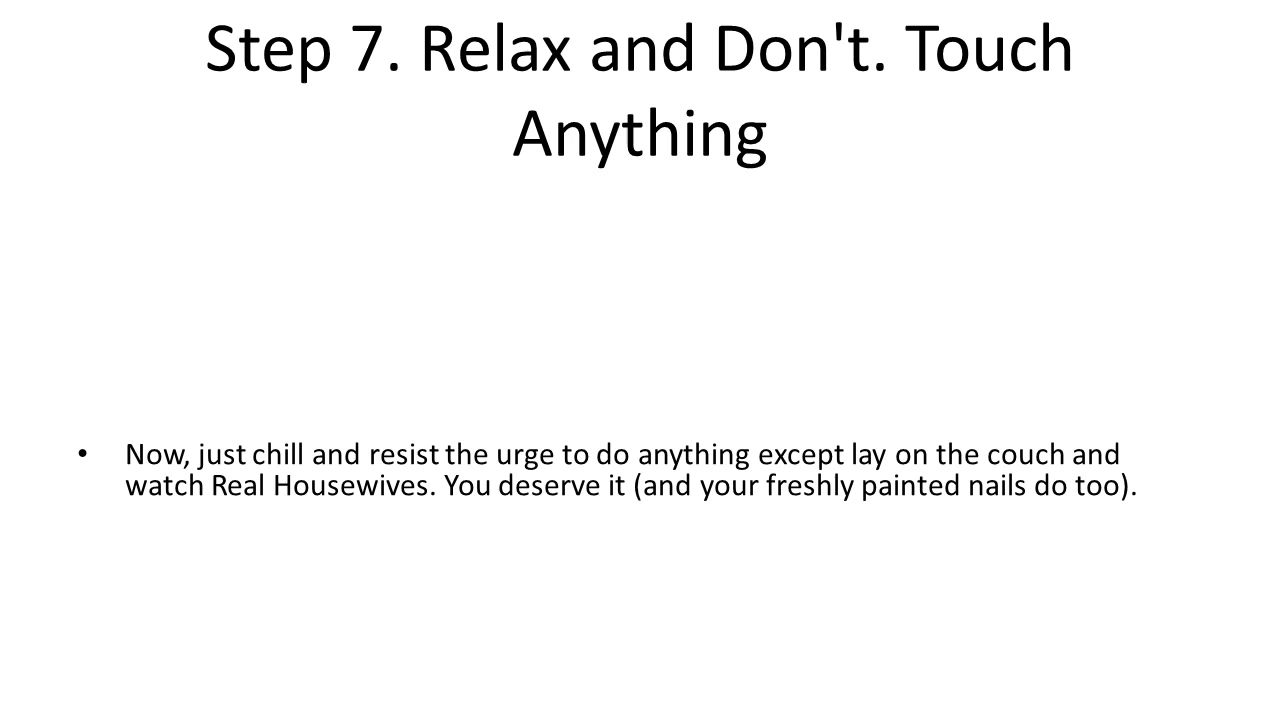 Step 7. Relax and Don't. Touch
Anything
• Now, just chill and resist the urge to do anything except lay on the couch and
watch Real Housewives. You deserve it (and your freshly painted nails do too).